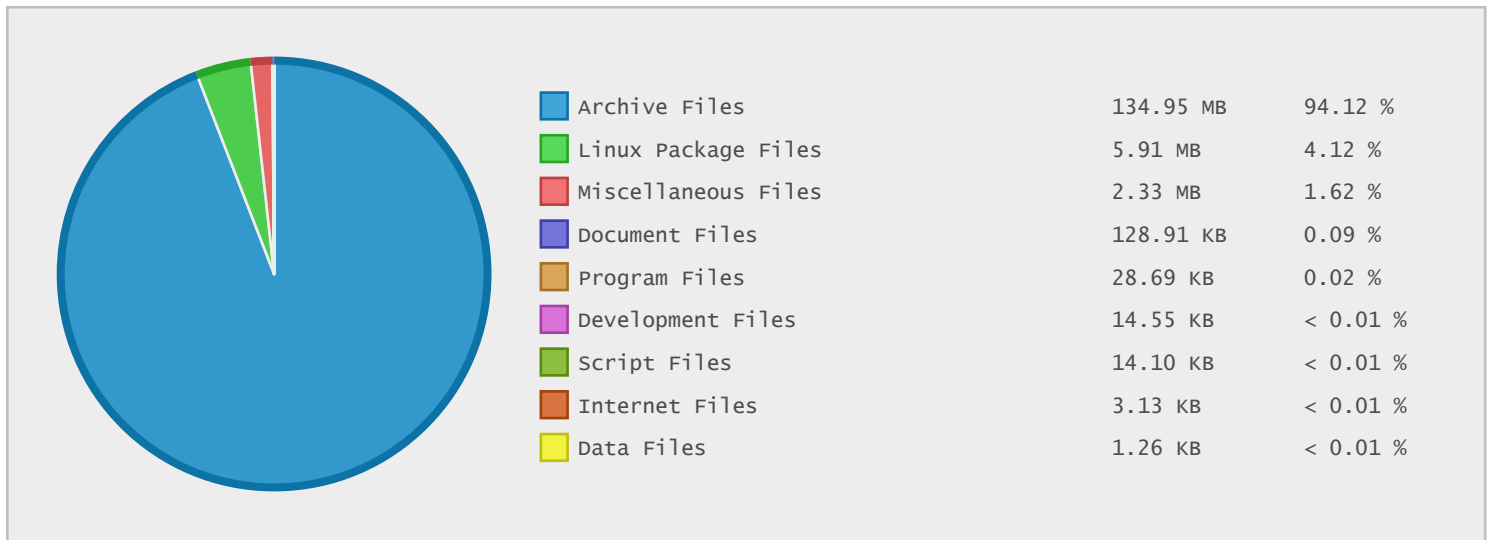 Archive Files 134.95 MB 94.12 %
Linux Package Files 5.91 MB 4.12 %
Miscellaneous Files 2.33 MB 1.62 %
Document Files 128.91 KB 0.09 %
Program Files 28.69 KB 0.02 %
Development Files 14.55 KB < 0.01 %
Script Files 14.10 KB < 0.01 %
Internet Files 3.13 KB < 0.01 %
Data Files 1.26 KB < 0.01 %